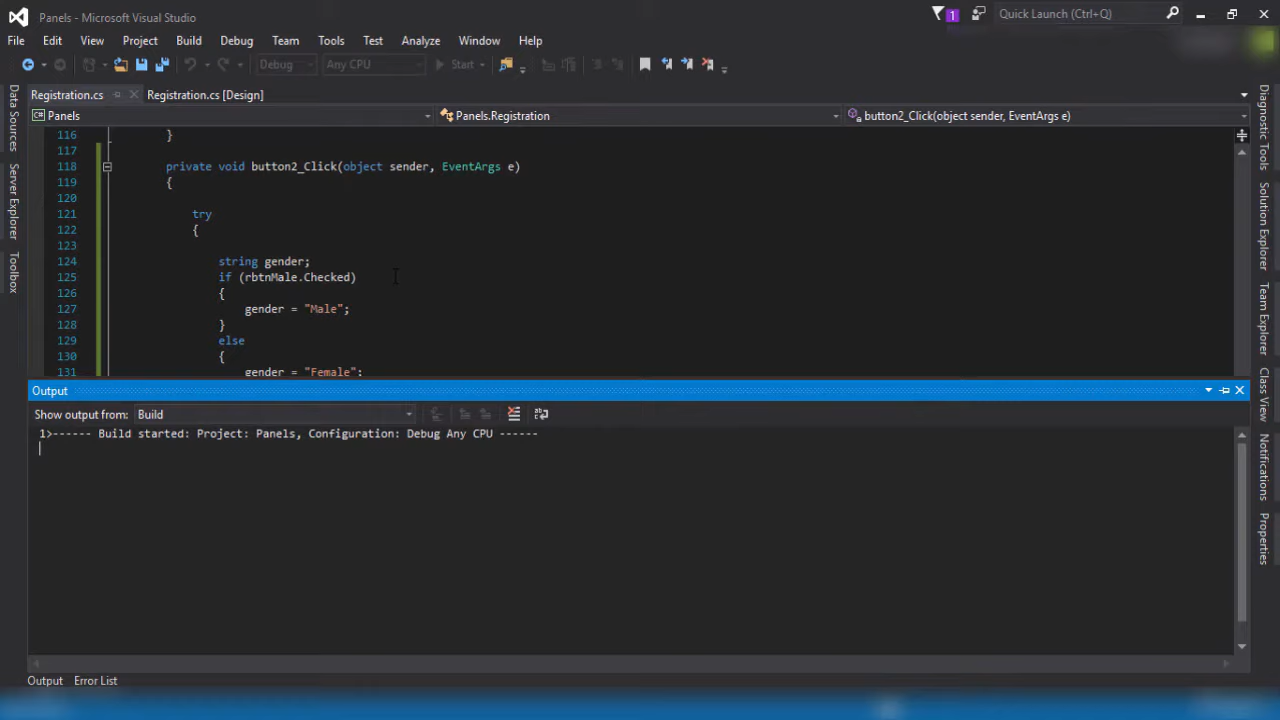 Panels - Microsoft Visual Studio
1
Quick Launch (Ctrl+Q)
File Edit View Project Build Debug Team Tools Test Analyze Window Help
Debug Any CPU Start
Registration.cs Registration.cs [Design]
Panels Panels.Registration button2_Click(object sender, EventArgs e)
116 }
117
118 private void button2_Click(object sender, EventArgs e)
119 {
120
121 try
122 {
123
124 string gender;
125 if (rbtnMale.Checked)
126 {
127 gender = "Male";
128 }
129 else
130 {
131 gender = "Female";
Output
Show output from: Build
1>------ Build started: Project: Panels, Configuration: Debug Any CPU ------
Output Error List
Data Sources
Server Explorer
Toolbox
Diagnostic Tools
Solution Explorer
Team Explorer
Class View
Notifications
Properties